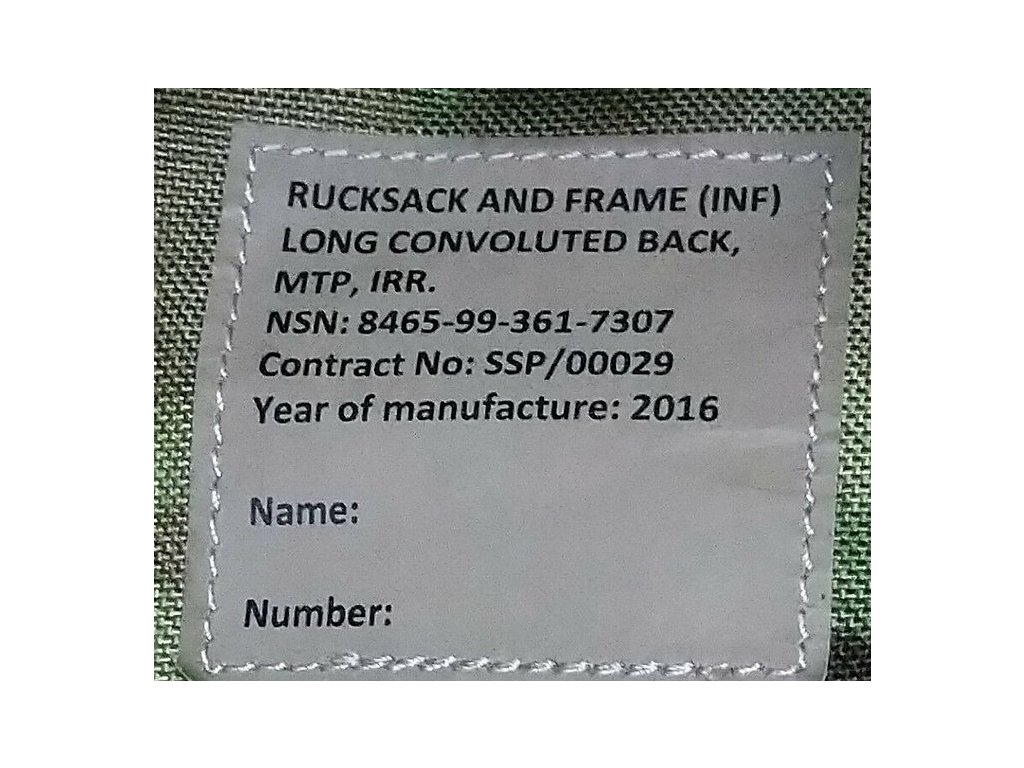 RUCKSACK AND FRAME (INF)
LONG CONVOLUTED BACK,
MTP, IRR.
NSN: 8465-99-361-7307
Contract No: SSP/00029
Year of manufacture: 2016
Name:
Number: